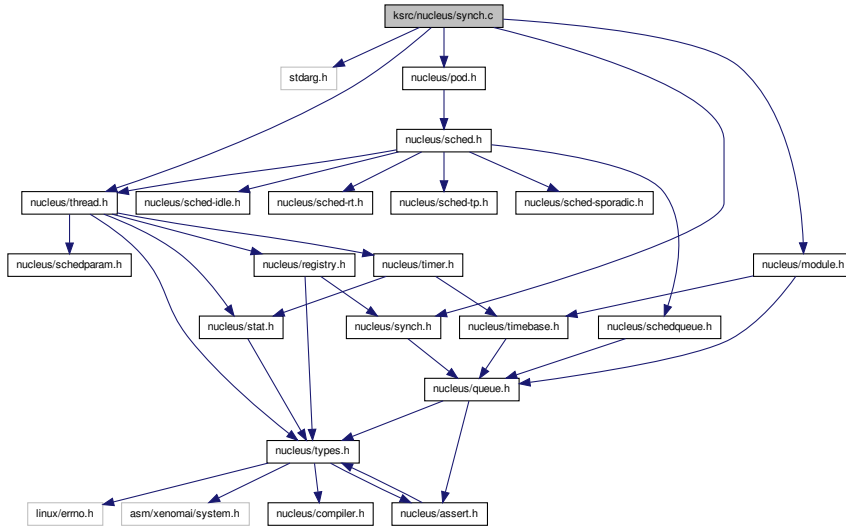 ksrc/nucleus/synch.c
stdarg.h
nucleus/pod.h
nucleus/sched.h
nucleus/thread.h
nucleus/sched-idle.h
nucleus/sched-rt.h
nucleus/sched-tp.h
nucleus/sched-sporadic.h
nucleus/schedparam.h
nucleus/registry.h
nucleus/timer.h
nucleus/module.h
nucleus/stat.h
nucleus/synch.h
nucleus/timebase.h
nucleus/schedqueue.h
nucleus/queue.h
nucleus/types.h
linux/errno.h
asm/xenomai/system.h
nucleus/compiler.h
nucleus/assert.h